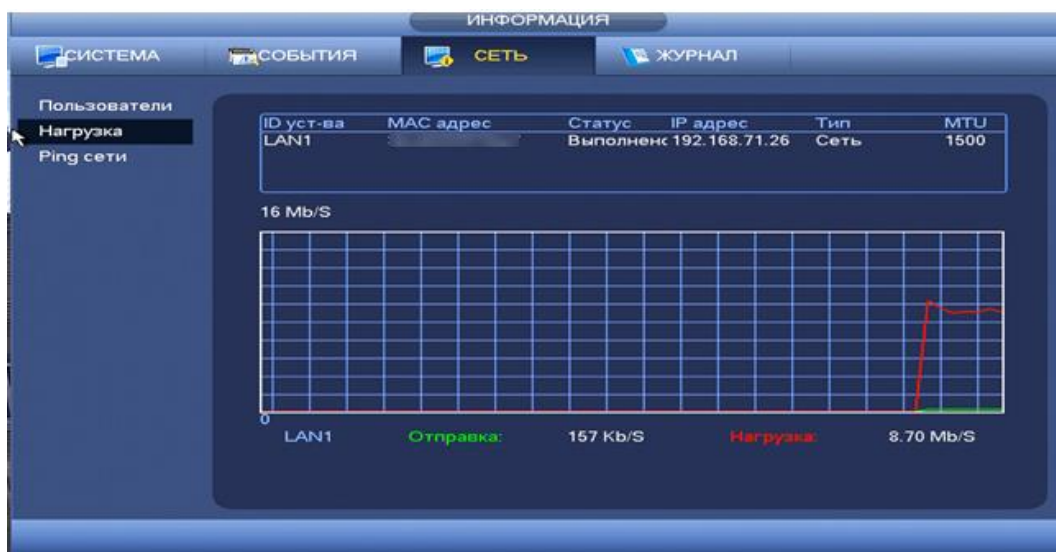 ИНФОРМАЦИЯ
СИСТЕМА СОБЫТИЯ СЕТЬ ЖУРНАЛ
Пользователи
Нагрузка
Ping сети
ID уст-ва MAC адрес Статус IP адрес Тип MTU
LAN1 Выполненс 192.168.71.26 Сеть 1500
16 Mb/S
0
LAN1 Отправка: 157 Kb/S Нагрузка: 8.70 Mb/S